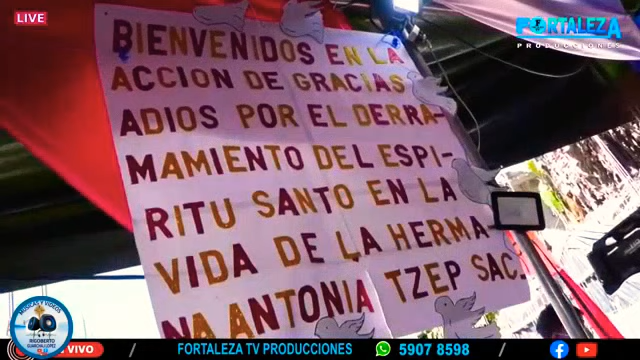 LIVE
FORTALEZA
PRODUCCIONES
BIENVENIDOS EN LA
ACCION DE GRACIAS
ADIOS POR EL DERRA-
MAMIENTO DEL ESPI-
RITU SANTO EN LA
VIDA DE LA HERMA-
NA ANTONIA TZEP SAC.
RIGOBERTO
VIVO
FORTALEZA TV PRODUCCIONES
5907 8598 /